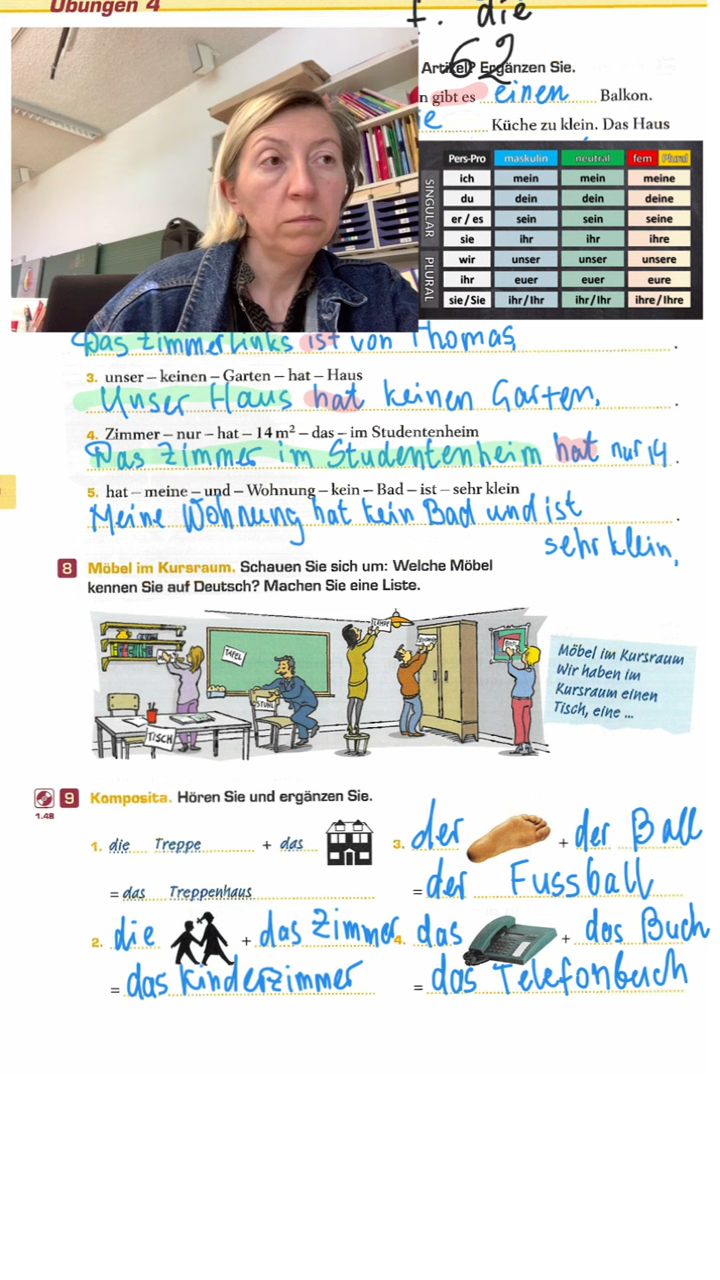 Übungen 4
f. die
62
Artikel? Ergänzen Sie.
n gibt es einen Balkon.
e Küche zu klein. Das Haus
Pers-Pro maskulin neutral fem Plural
SINGULAR
ich mein mein meine
du dein dein deine
er / es sein sein seine
sie ihr ihr ihre
PLURAL
wir unser unser unsere
ihr euer euer eure
sie/Sie ihr/Ihr ihr/Ihr ihre/Ihre
Das Zimmer links ist von Thomas.
3. unser – keinen – Garten – hat – Haus
Unser Haus hat keinen Garten.
4. Zimmer – nur – hat – 14 m² – das – im Studentenheim
Das Zimmer im Studentenheim hat nur 14.
5. hat – meine – und – Wohnung – kein – Bad – ist – sehr klein
Meine Wohnung hat kein Bad und ist.
sehr klein.
8 Möbel im Kursraum. Schauen Sie sich um: Welche Möbel
kennen Sie auf Deutsch? Machen Sie eine Liste.
LAMPE
TAFEL
STUHL
TISCH
Möbel im Kursraum
Wir haben im
Kursraum einen
Tisch, eine ...
9 Komposita. Hören Sie und ergänzen Sie.
1.48
1. die Treppe + das
= das Treppenhaus
2. die + das Zimmer
= das Kinderzimmer
3. der + der Ball
= der Fussball
4. das + das Buch
= das Telefonbuch